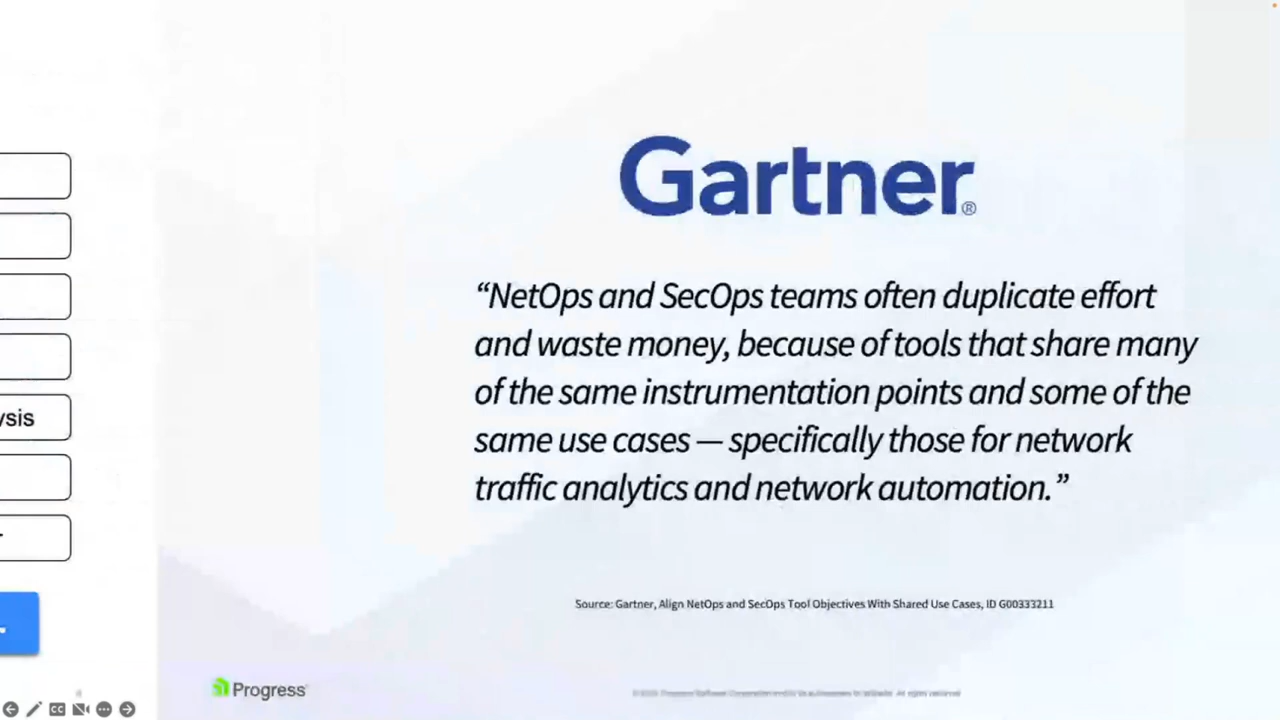 ysis
Gartner®
“NetOps and SecOps teams often duplicate effort
and waste money, because of tools that share many
of the same instrumentation points and some of the
same use cases — specifically those for network
traffic analytics and network automation.”
Source: Gartner, Align NetOps and SecOps Tool Objectives With Shared Use Cases, ID G00333211
Progress
CC